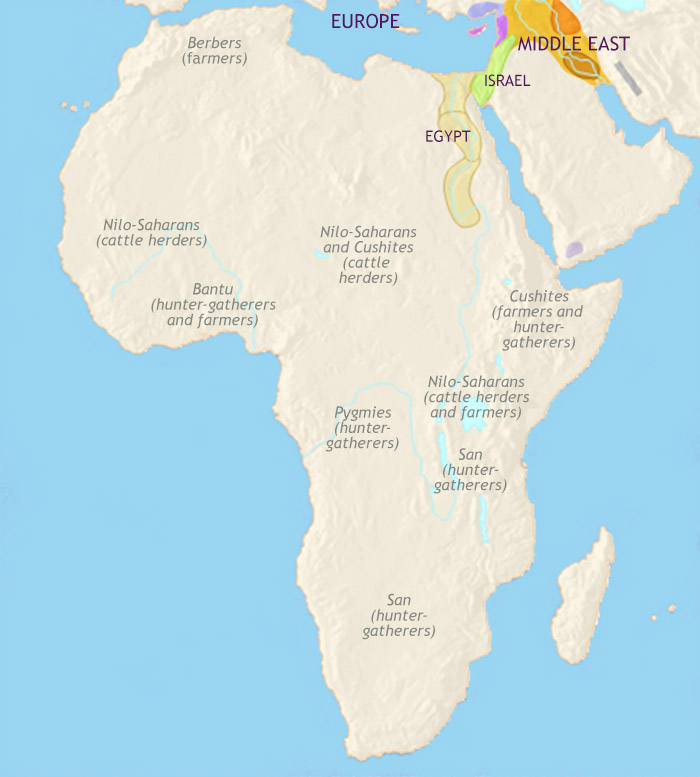 EUROPE
Berbers
(farmers)
MIDDLE EAST
ISRAEL
EGYPT
Nilo-Saharans
(cattle herders)
Nilo-Saharans
and Cushites
(cattle
herders)
Bantu
(hunter-gatherers
and farmers)
Cushites
(farmers and
hunter-
gatherers)
Nilo-Saharans
(cattle herders
and farmers)
Pygmies
(hunter-
gatherers)
San
(hunter-
gatherers)
San
(hunter-
gatherers)